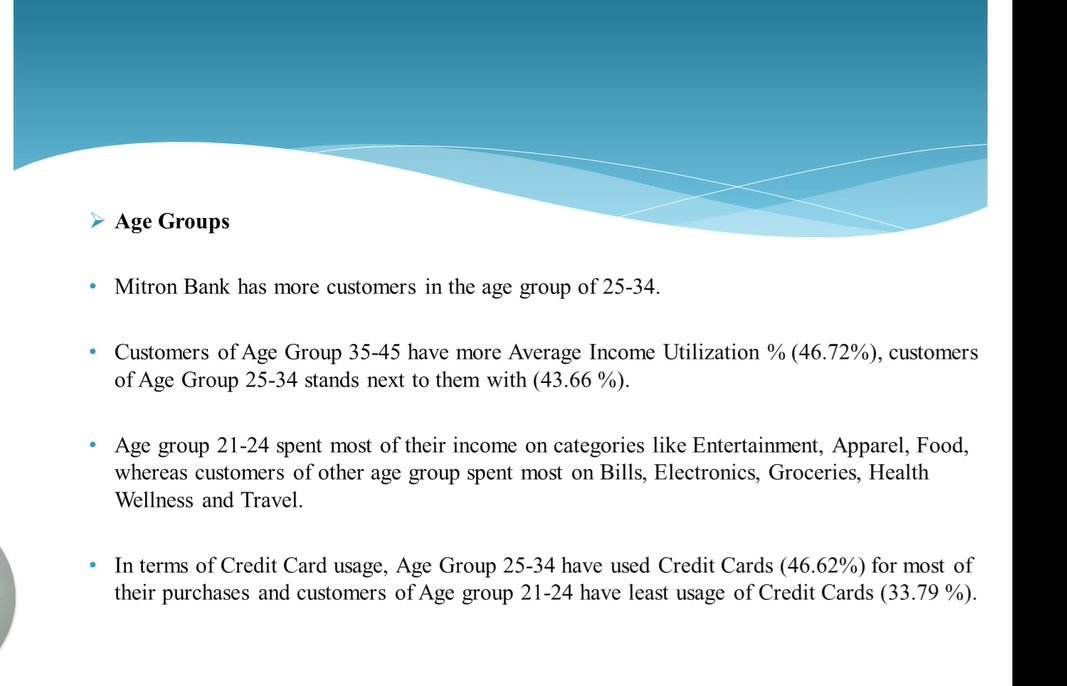 Age Groups
Mitron Bank has more customers in the age group of 25-34.
Customers of Age Group 35-45 have more Average Income Utilization % (46.72%), customers
of Age Group 25-34 stands next to them with (43.66 %).
Age group 21-24 spent most of their income on categories like Entertainment, Apparel, Food,
whereas customers of other age group spent most on Bills, Electronics, Groceries, Health
Wellness and Travel.
In terms of Credit Card usage, Age Group 25-34 have used Credit Cards (46.62%) for most of
their purchases and customers of Age group 21-24 have least usage of Credit Cards (33.79 %).